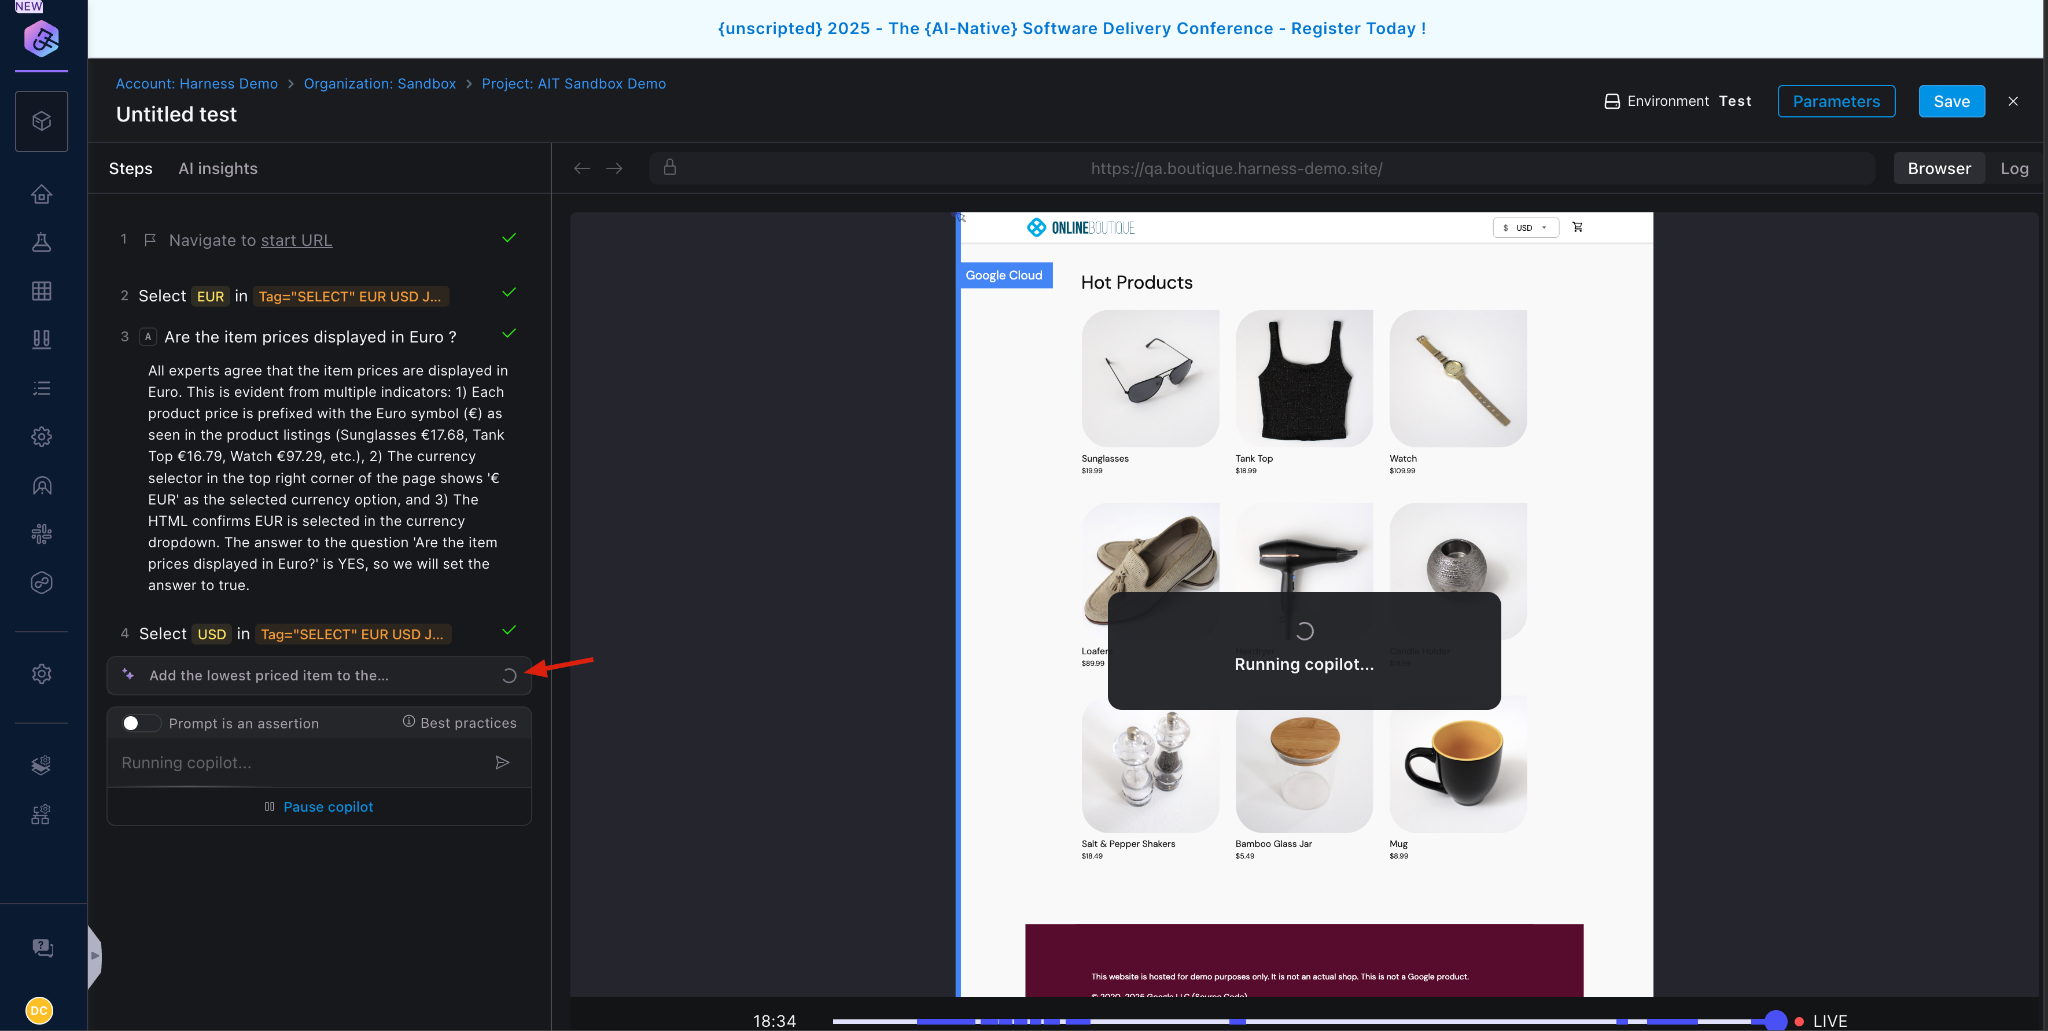 NEW
{unscripted} 2025 - The {AI-Native} Software Delivery Conference - Register Today !
Account: Harness Demo > Organization: Sandbox > Project: AIT Sandbox Demo
Untitled test
Environment Test
Parameters
Save
Steps
AI insights
https://qa.boutique.harness-demo.site/
Browser
Log
1 Navigate to start URL
2 Select EUR in Tag="SELECT" EUR USD J...
3 A Are the item prices displayed in Euro ?
All experts agree that the item prices are displayed in
Euro. This is evident from multiple indicators: 1) Each
product price is prefixed with the Euro symbol (€) as
seen in the product listings (Sunglasses €17.68, Tank
Top €16.79, Watch €97.29, etc.), 2) The currency
selector in the top right corner of the page shows '€
EUR' as the selected currency option, and 3) The
HTML confirms EUR is selected in the currency
dropdown. The answer to the question 'Are the item
prices displayed in Euro?' is YES, so we will set the
answer to true.
4 Select USD in Tag="SELECT" EUR USD J...
Add the lowest priced item to the...
Prompt is an assertion
Best practices
Running copilot...
Pause copilot
DC
ONLINEBOUTIQUE
$ USD
Google Cloud
Hot Products
Sunglasses
$19.99
Tank Top
$18.99
Watch
$109.99
Loafer
$89.99
Running copilot...
Salt & Pepper Shakers
$18.49
Bamboo Glass Jar
$5.49
Mug
$8.99
This website is hosted for demo purposes only. It is not an actual shop. This is not a Google product.
© 2020-2025 Google LLC (Source Code)
18:34
LIVE